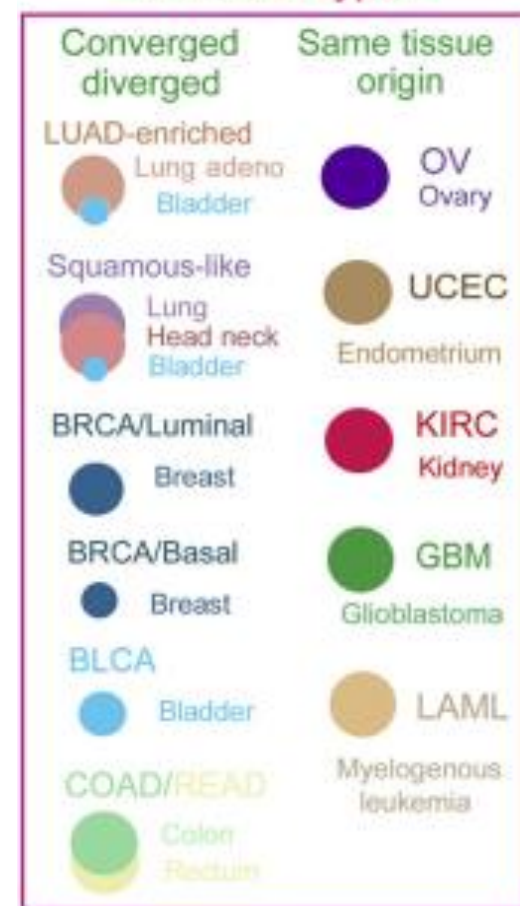 Converged
diverged
LUAD-enriched
Lung adeno
Bladder
Squamous-like
Lung
Head neck
Bladder
BRCA/Luminal
Breast
BRCA/Basal
Breast
BLCA
Bladder
COAD/READ
Colon
Rectum
Same tissue
origin
OV
Ovary
UCEC
Endometrium
KIRC
Kidney
GBM
Glioblastoma
LAML
Myelogenous
leukemia